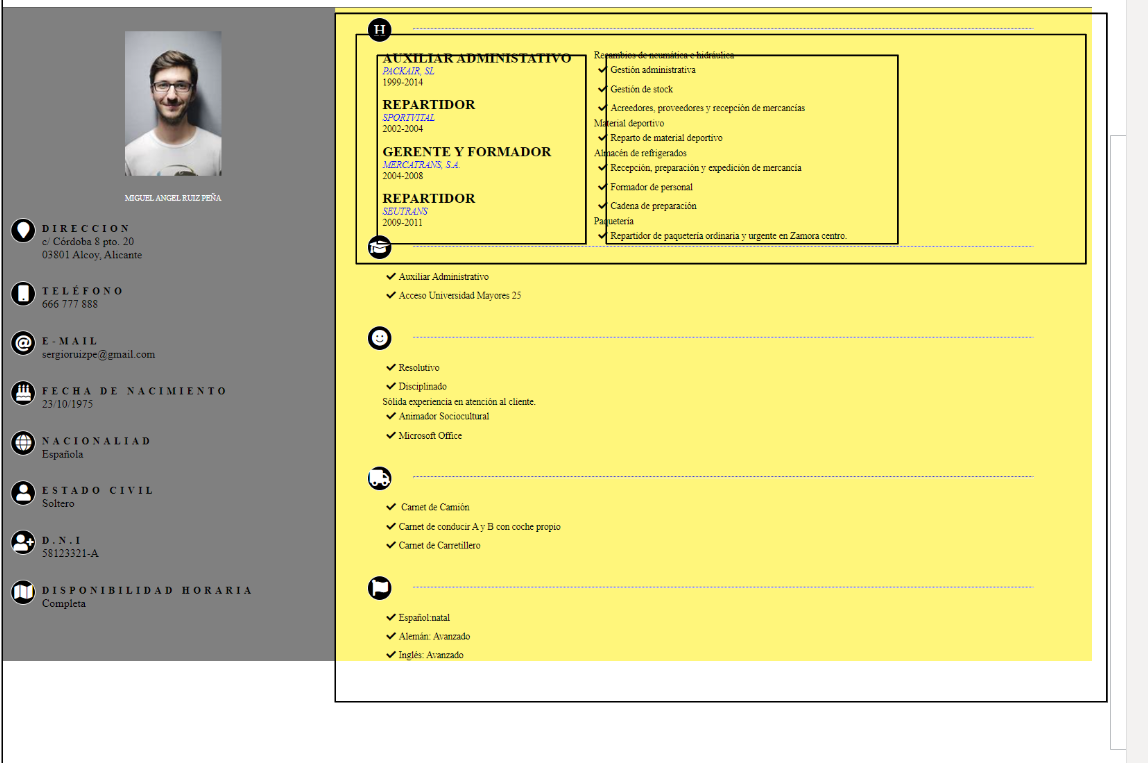 MIGUEL ANGEL RUIZ PEÑA
DIRECCION
c/ Córdoba 8 pto. 20
03801 Alcoy, Alicante
TELÉFONO
666 777 888
E-MAIL
sergioruizpe@gmail.com
FECHA DE NACIMIENTO
23/10/1975
NACIONALIAD
Española
ESTADO CIVIL
Soltero
D.N.I
58123321-A
DISPONIBILIDAD HORARIA
Completa
H
AUXILIAR ADMINISTATIVO
PACKAIR, SL
1999-2014
REPARTIDOR
SPORTVITAL
2002-2004
GERENTE Y FORMADOR
MERCATRANS, S.A.
2004-2008
REPARTIDOR
SEUTRANS
2009-2011
Recambios de neumática e hidráulica
Gestión administrativa
Gestión de stock
Acreedores, proveedores y recepción de mercancías
Material deportivo
Reparto de material deportivo
Almacén de refrigerados
Recepción, preparación y expedición de mercancía
Formador de personal
Cadena de preparación
Paquetería
Repartidor de paquetería ordinaria y urgente en Zamora centro.
Auxiliar Administrativo
Acceso Universidad Mayores 25
Resolutivo
Disciplinado
Sólida experiencia en atención al cliente.
Animador Sociocultural
Microsoft Office
Carnet de Camión
Carnet de conducir A y B con coche propio
Carnet de Carretillero
Español:natal
Alemán: Avanzado
Inglés: Avanzado